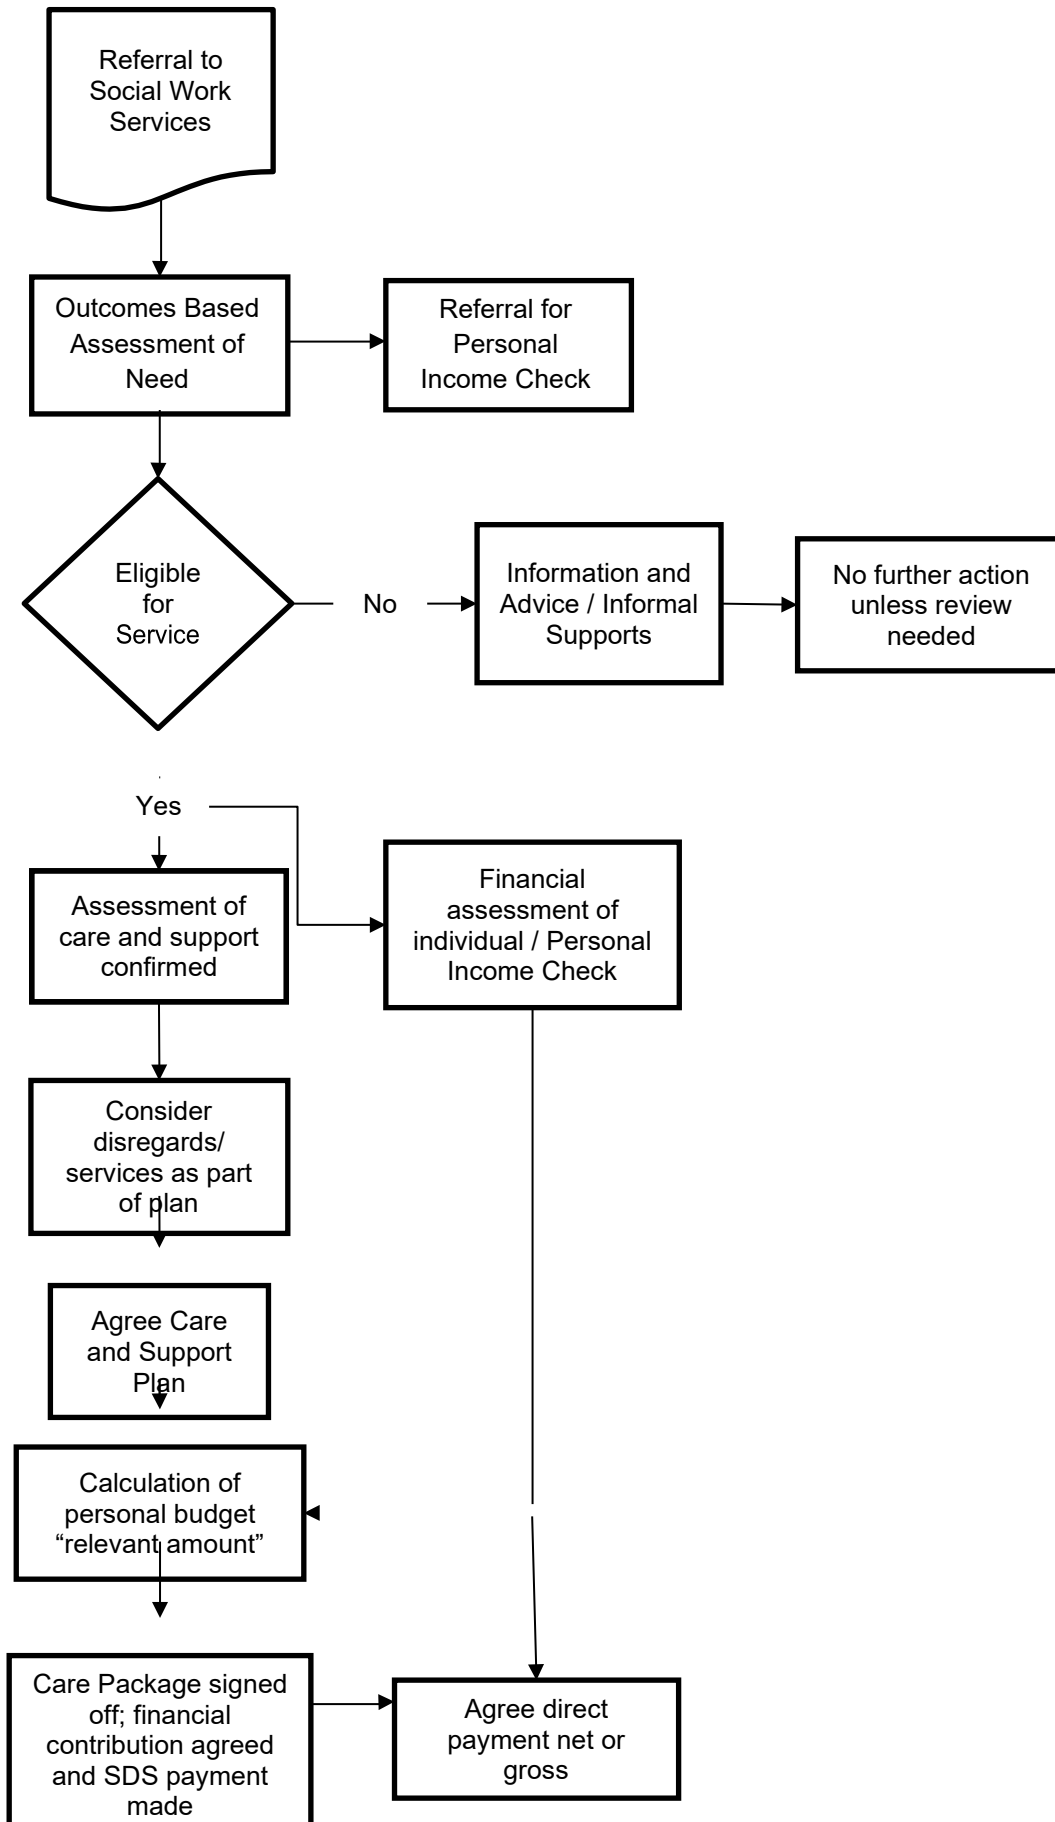 Referral to
Social Work
Services
Outcomes Based
Assessment of
Need
Referral for
Personal
Income Check
Eligible
for
Service
No
Information and
Advice / Informal
Supports
No further action
unless review
needed
Yes
Assessment of
care and support
confirmed
Financial
assessment of
individual / Personal
Income Check
Consider
disregards/
services as part
of plan
Agree Care
and Support
Plan
Calculation of
personal budget
“relevant amount”
Care Package signed
off; financial
contribution agreed
and SDS payment
made
Agree direct
payment net or
gross